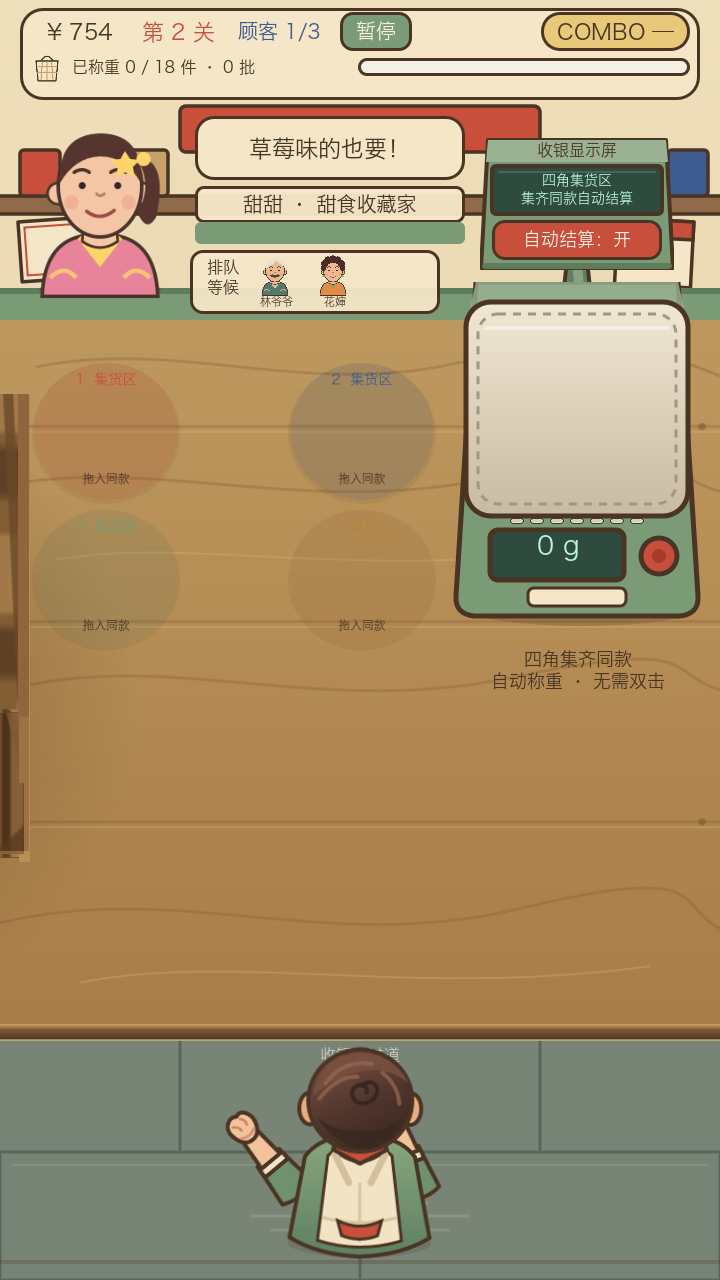 ¥ 754 第 2 关 顾客 1/3 暂停 COMBO —
已称重 0 / 18 件 · 0 批
草莓味的也要！
甜甜 · 甜食收藏家
排队
等候
林爷爷 花婶
收银显示屏
四角集货区
集齐同款自动结算
自动结算：开
1 集货区
2 集货区
拖入同款
拖入同款
拖入同款
拖入同款
0 g
四角集齐同款
自动称重 · 无需双击